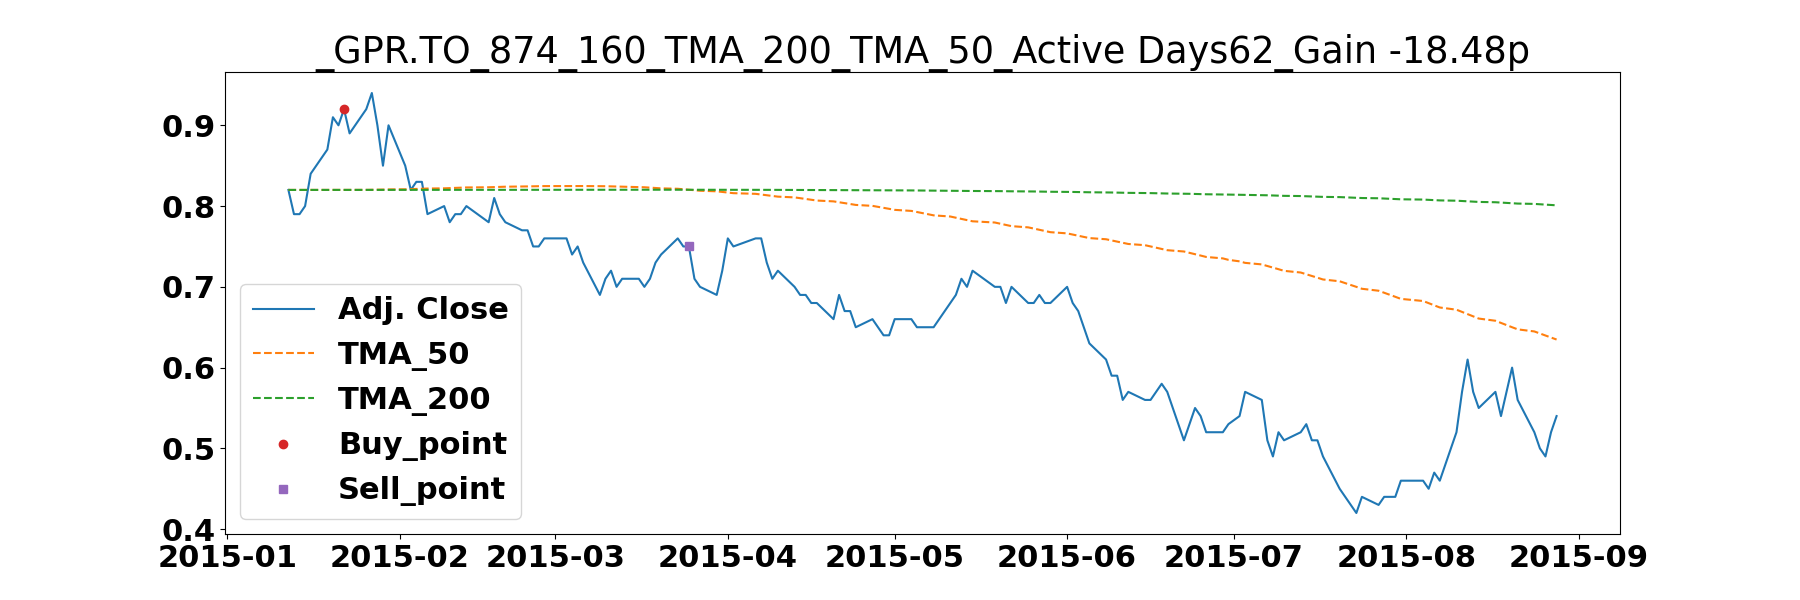 _GPR.TO_874_160_TMA_200_TMA_50_Active Days62_Gain -18.48p
0.9
0.8
0.7
0.6
0.5
0.4
Adj. Close
TMA_50
TMA_200
Buy_point
Sell_point
2015-01 2015-02 2015-03 2015-04 2015-05 2015-06 2015-07 2015-08 2015-09